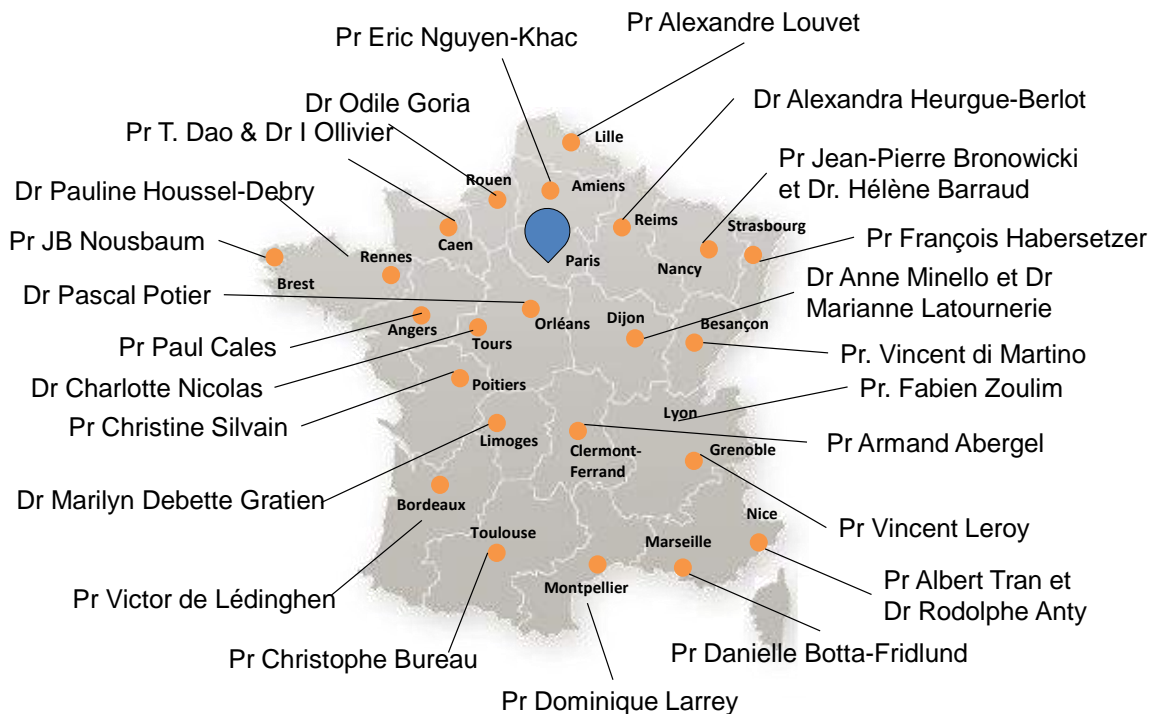 Pr Alexandre Louvet
Pr Eric Nguyen-Khac
Dr Odile Goria
Dr Alexandra Heurgue-Berlot
Pr T. Dao & Dr I Ollivier
Lille
Pr Jean-Pierre Bronowicki
et Dr. Hélène Barraud
Dr Pauline Houssel-Debry
Rouen
Amiens
Reims
Strasbourg
Pr JB Nousbaum
Caen
Pr François Habersetzer
Rennes
Paris
Nancy
Brest
Dr Anne Minello et Dr
Marianne Latournerie
Dr Pascal Potier
Angers
Orléans
Dijon
Besançon
Tours
Pr Paul Cales
Pr. Vincent di Martino
Dr Charlotte Nicolas
Poitiers
Pr. Fabien Zoulim
Lyon
Pr Christine Silvain
Limoges
Clermont-
Ferrand
Grenoble
Pr Armand Abergel
Dr Marilyn Debette Gratien
Bordeaux
Nice
Pr Vincent Leroy
Toulouse
Marseille
Montpellier
Pr Albert Tran et
Dr Rodolphe Anty
Pr Victor de Lédinghen
Pr Christophe Bureau
Pr Danielle Botta-Fridlund
Pr Dominique Larrey